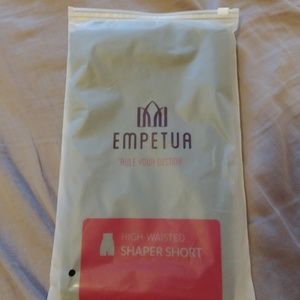 EMPETUA
RULE YOUR DESTINY
HIGH-WAISTED
SHAPER SHORT